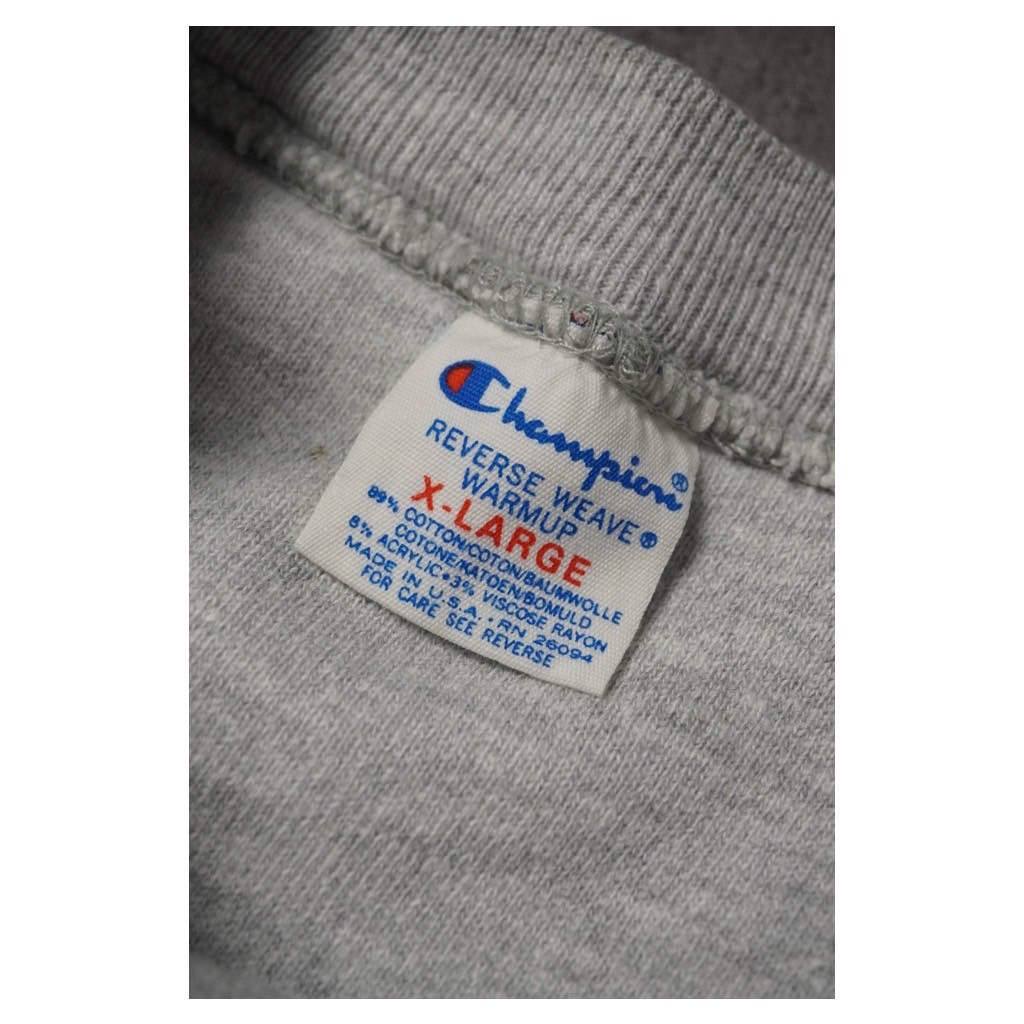 Champion®
REVERSE WEAVE®
WARMUP
X-LARGE
89% COTTON/COTON/BAUMWOLLE
COTONE/KATOEN/BOMULD
8% ACRYLIC•3% VISCOSE RAYON
MADE IN U.S.A. • RN 26094
FOR CARE SEE REVERSE